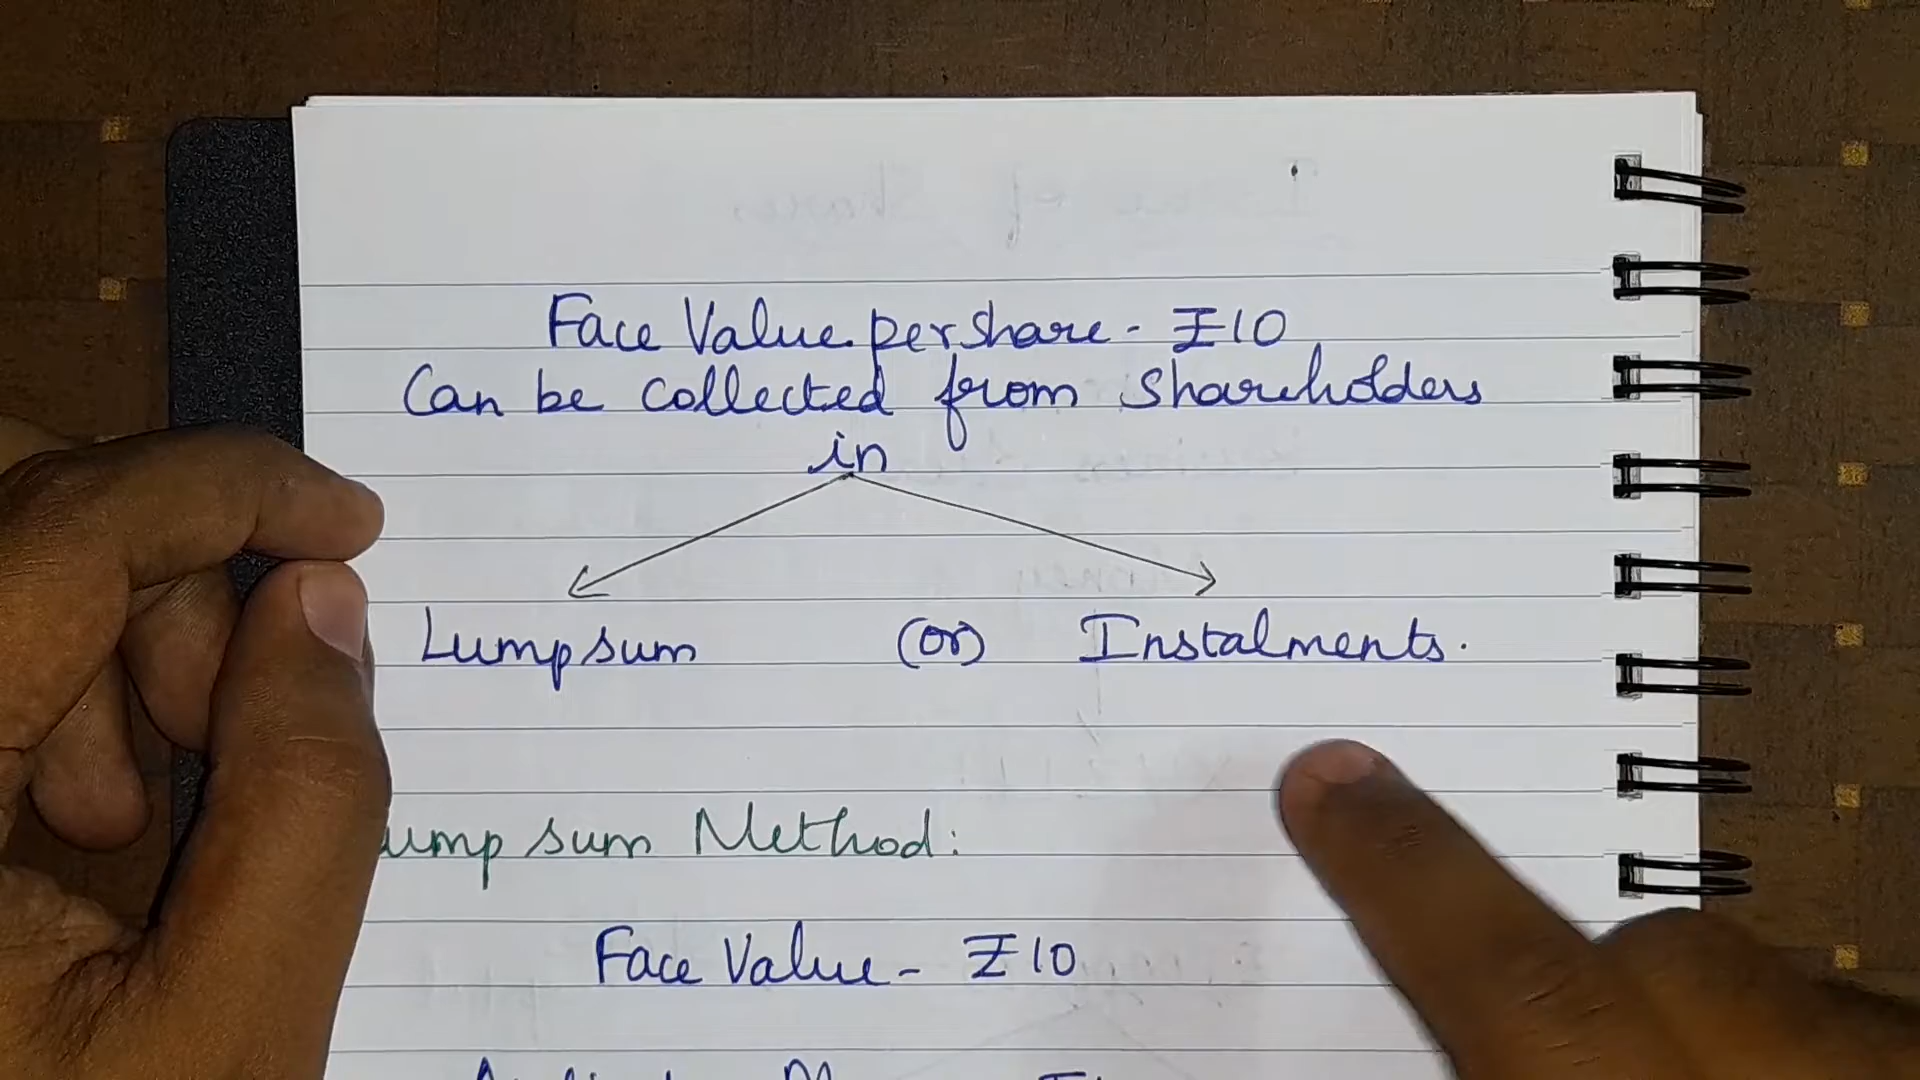 Face Value per share - ₹10
Can be collected from Shareholders
in
Lumpsum (or) Instalments.
ump sum Method:
Face Value - ₹10